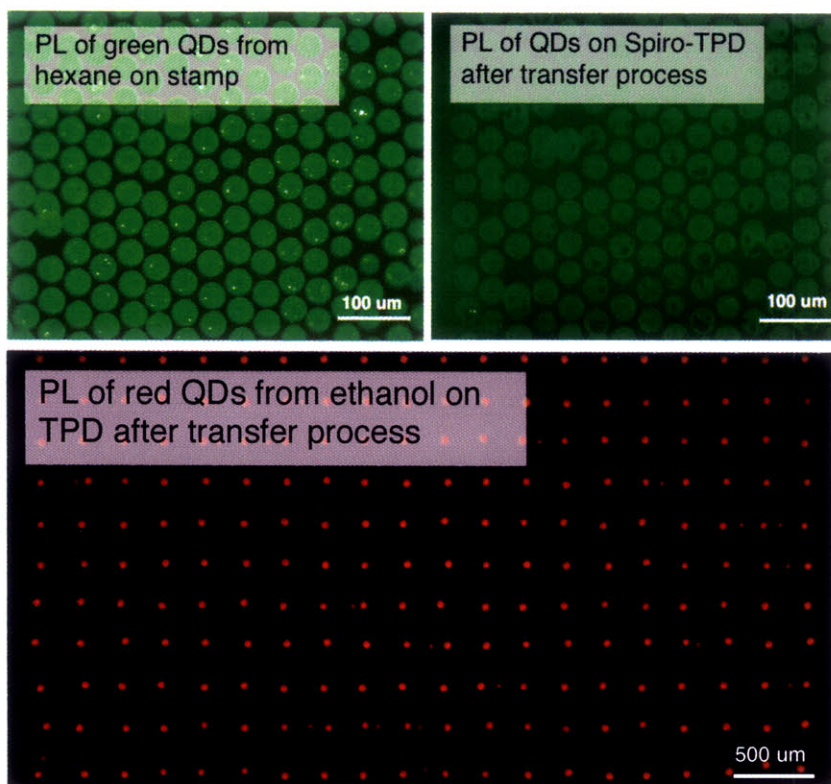 PL of green QDs from
hexane on stamp
100 um
PL of QDs on Spiro-TPD
after transfer process
100 um
PL of red QDs from ethanol on
TPD after transfer process
500 um